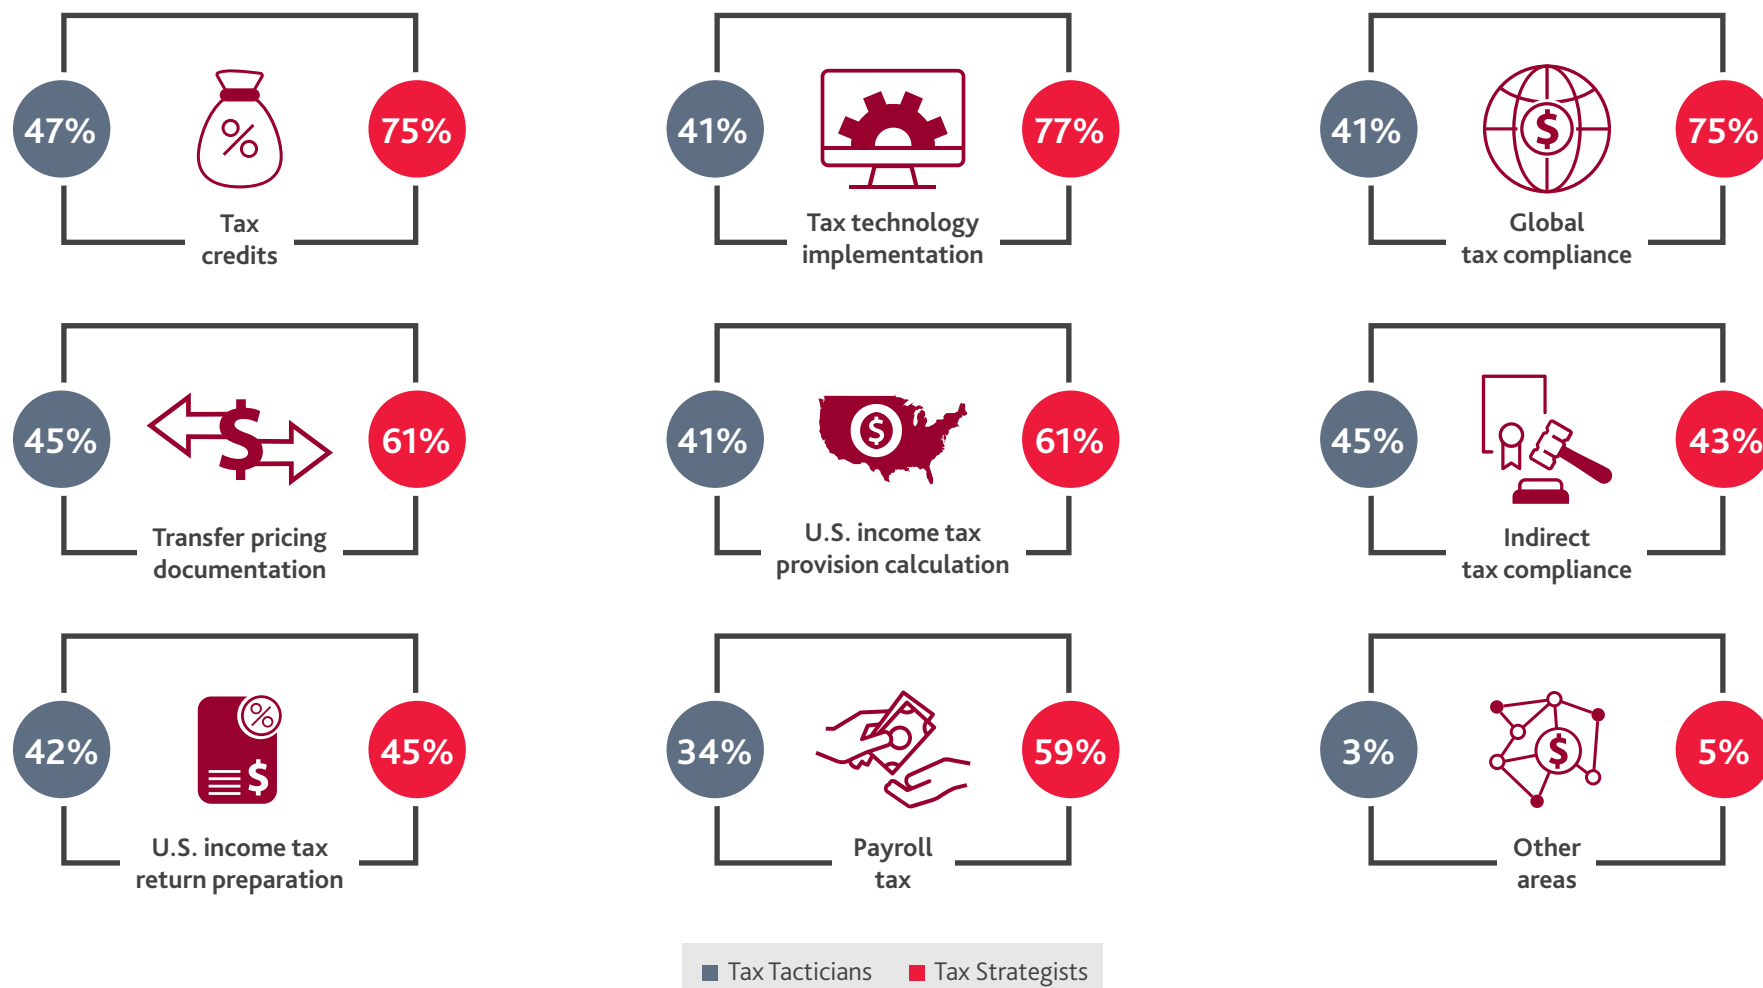 47%
75%
Tax
credits
41%
77%
Tax technology
implementation
41%
75%
Global
tax compliance
45%
61%
Transfer pricing
documentation
41%
61%
U.S. income tax
provision calculation
45%
43%
Indirect
tax compliance
42%
45%
U.S. income tax
return preparation
34%
59%
Payroll
tax
3%
5%
Other
areas
Tax Tacticians
Tax Strategists